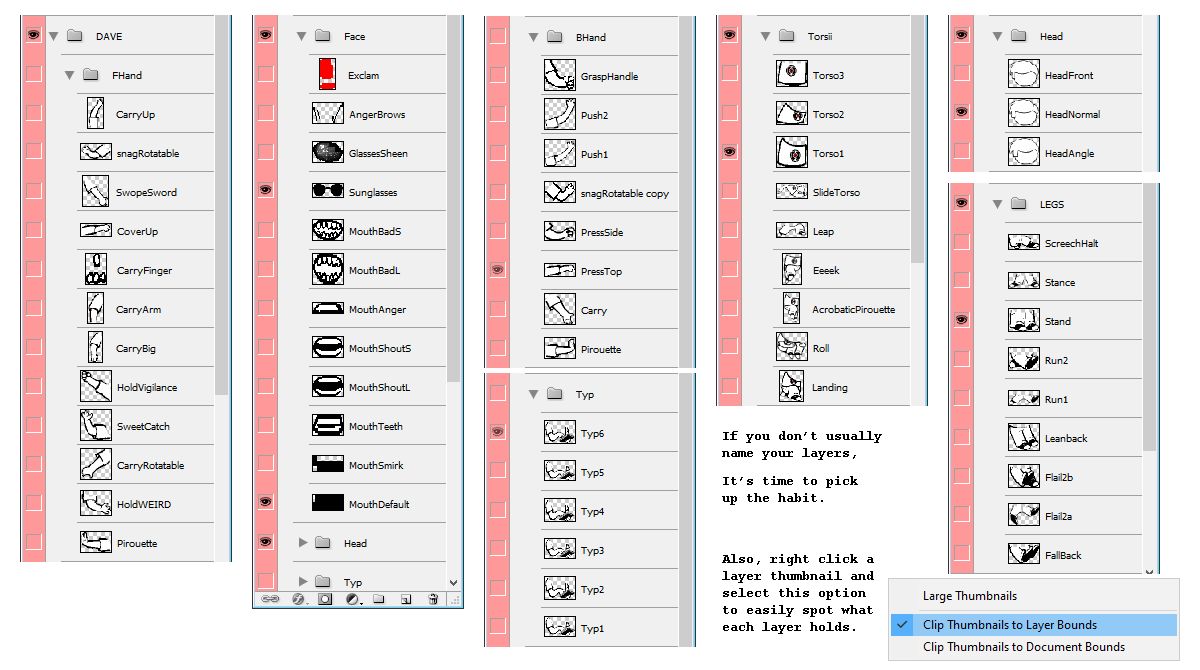 DAVE
FHand
CarryUp
snagRotatable
SwopeSword
CoverUp
CarryFinger
CarryArm
CarryBig
HoldVigilance
SweetCatch
CarryRotatable
HoldWEIRD
Pirouette
Face
Exclam
AngerBrows
GlassesSheen
Sunglasses
MouthBadS
MouthBadL
MouthAnger
MouthShoutS
MouthShoutL
MouthTeeth
MouthSmirk
MouthDefault
Head
Typ
BHand
GraspHandle
Push2
Push1
snagRotatable copy
PressSide
PressTop
Carry
Pirouette
Typ
Typ6
Typ5
Typ4
Typ3
Typ2
Typ1
Torsii
Torso3
Torso2
Torso1
SlideTorso
Leap
Eeeek
AcrobaticPirouette
Roll
Landing
If you don't usually
name your layers,
It's time to pick
up the habit.
Also, right click a
layer thumbnail and
select this option
to easily spot what
each layer holds.
Head
HeadFront
HeadNormal
HeadAngle
LEGS
ScreechHalt
Stance
Stand
Run2
Run1
Leanback
Flail2b
Flail2a
FallBack
Large Thumbnails
Clip Thumbnails to Layer Bounds
Clip Thumbnails to Document Bounds